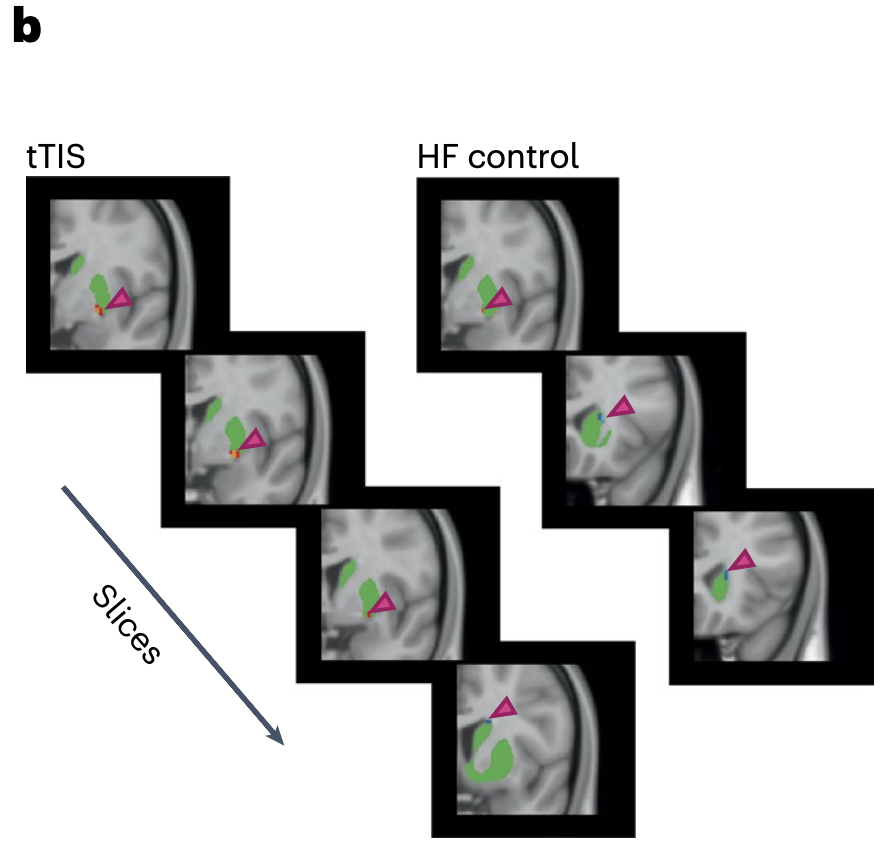 b
tTIS
HF control
Slices